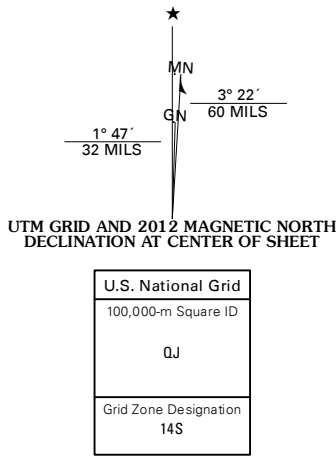 ★
MN
3° 22´
60 MILS
GN
1° 47´
32 MILS
UTM GRID AND 2012 MAGNETIC NORTH
DECLINATION AT CENTER OF SHEET
U.S. National Grid
100,000-m Square ID
QJ
Grid Zone Designation
14S